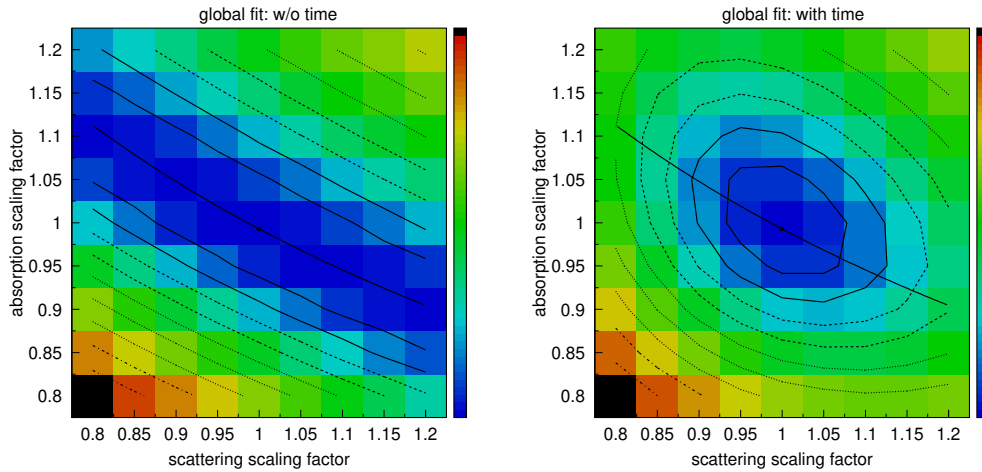 global fit: w/o time
absorption scaling factor
1.2
1.15
1.1
1.05
1
0.95
0.9
0.85
0.8
0.8 0.85 0.9 0.95 1 1.05 1.1 1.15 1.2
scattering scaling factor
global fit: with time
absorption scaling factor
1.2
1.15
1.1
1.05
1
0.95
0.9
0.85
0.8
0.8 0.85 0.9 0.95 1 1.05 1.1 1.15 1.2
scattering scaling factor